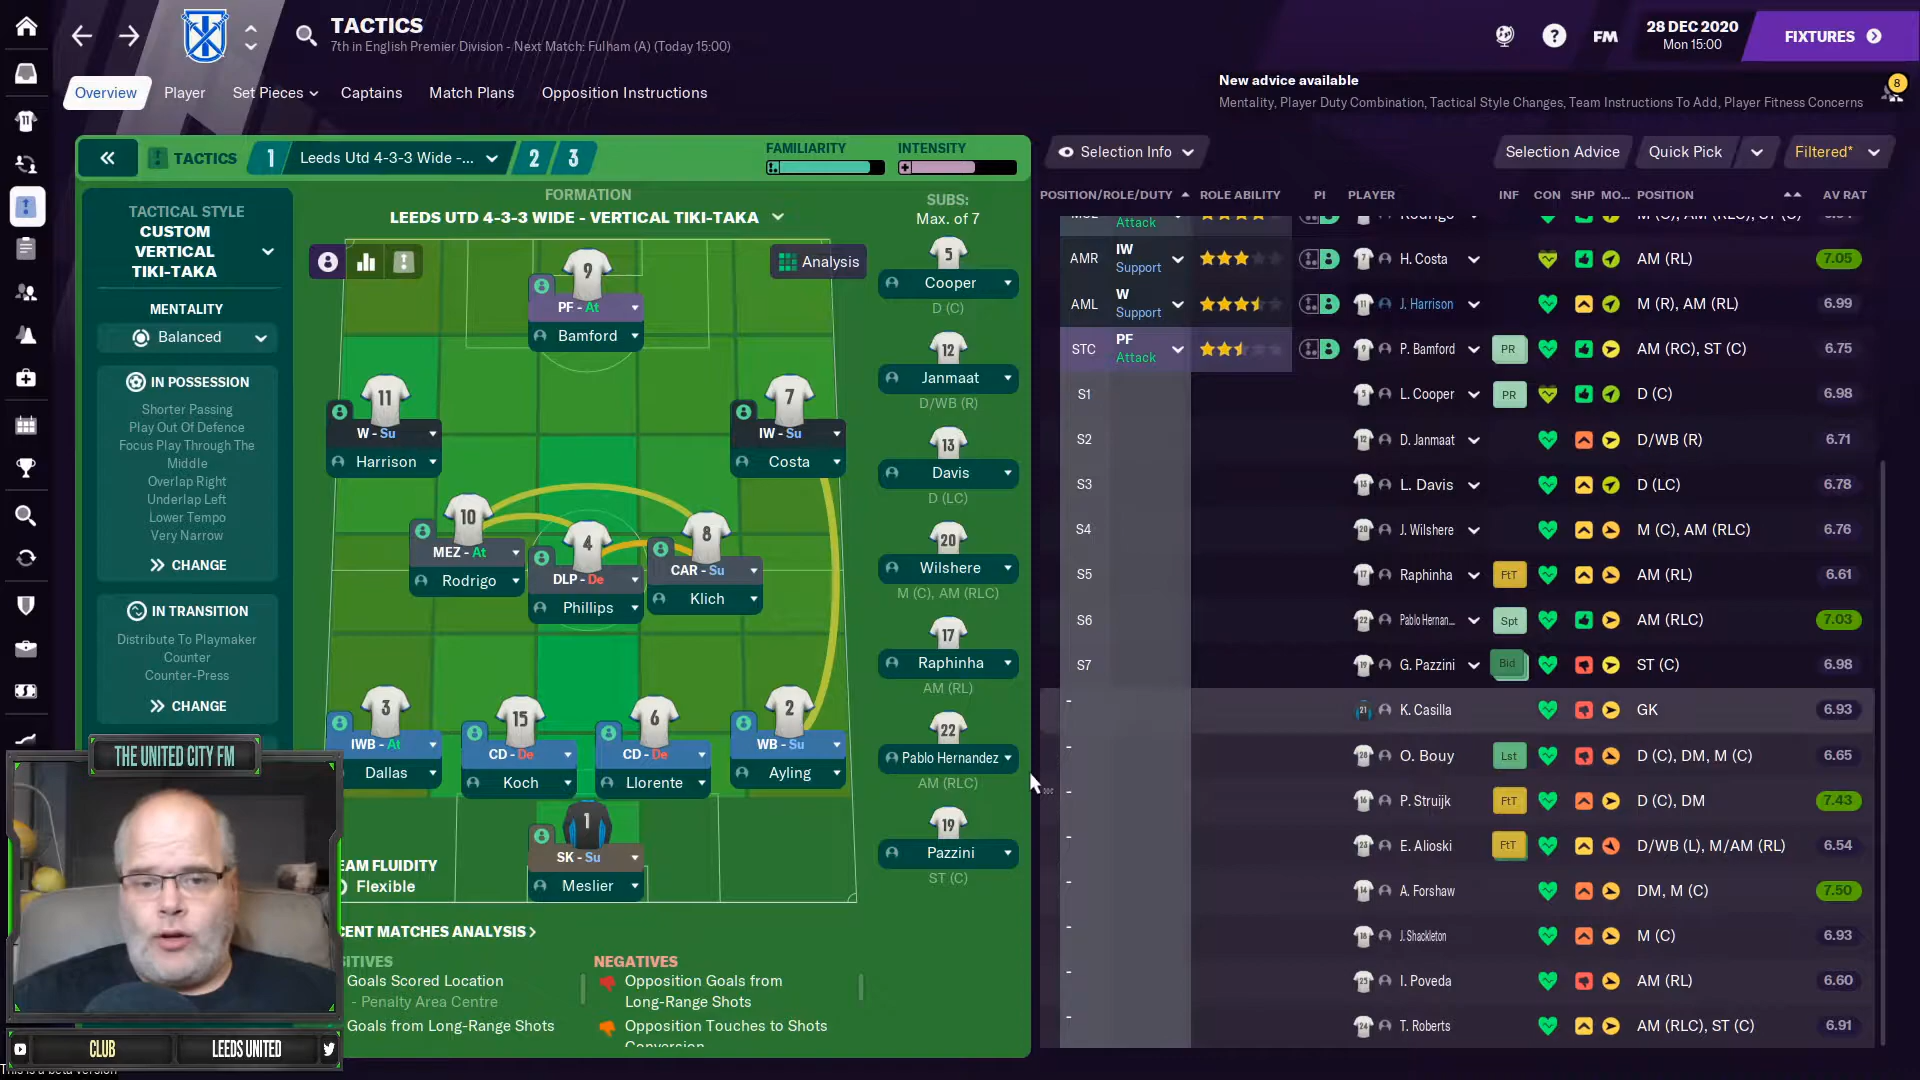 TACTICS
7th in English Premier Division - Next Match: Fulham (A) (Today 15:00)
FM
28 DEC 2020
Mon 15:00
FIXTURES
Overview
Player
Set Pieces
Captains
Match Plans
Opposition Instructions
New advice available
8
Mentality, Player Duty Combination, Tactical Style Changes, Team Instructions To Add, Player Fitness Concerns
TACTICS
1
Leeds Utd 4-3-3 Wide -...
2
3
FAMILIARITY
INTENSITY
Selection Info
Selection Advice
Quick Pick
Filtered*
TACTICAL STYLE
CUSTOM
VERTICAL
TIKI-TAKA
MENTALITY
Balanced
IN POSSESSION
Shorter Passing
Play Out Of Defence
Focus Play Through The
Middle
Overlap Right
Underlap Left
Lower Tempo
Very Narrow
CHANGE
IN TRANSITION
Distribute To Playmaker
Counter
Counter-Press
CHANGE
FORMATION
LEEDS UTD 4-3-3 WIDE - VERTICAL TIKI-TAKA
Analysis
9
PF - At
Bamford
11
W - Su
Harrison
7
IW - Su
Costa
10
MEZ - At
Rodrigo
4
DLP - De
Phillips
8
CAR - Su
Klich
3
IWB - At
Dallas
15
CD - De
Koch
6
CD - De
Llorente
2
WB - Su
Ayling
1
SK - Su
Meslier
EAM FLUIDITY
Flexible
SUBS:
Max. of 7
5
Cooper
D (C)
12
Janmaat
D/WB (R)
13
Davis
D (LC)
20
Wilshere
M (C), AM (RLC)
17
Raphinha
AM (RL)
22
Pablo Hernandez
AM (RLC)
19
Pazzini
ST (C)
CENT MATCHES ANALYSIS
SITIVES
Goals Scored Location
- Penalty Area Centre
Goals from Long-Range Shots
NEGATIVES
Opposition Goals from
Long-Range Shots
Opposition Touches to Shots
Conversion
POSITION/ROLE/DUTY ROLE ABILITY PI PLAYER INF CON SHP MO... POSITION AV RAT
Attack
AMR IW Support H. Costa AM (RL) 7.05
AML W Support J. Harrison M (R), AM (RL) 6.99
STC PF Attack P. Bamford PR AM (RC), ST (C) 6.75
S1 L. Cooper PR D (C) 6.98
S2 D. Janmaat D/WB (R) 6.71
S3 L. Davis D (LC) 6.78
S4 J. Wilshere M (C), AM (RLC) 6.76
S5 Raphinha FtT AM (RL) 6.61
S6 Pablo Hernan... Spt AM (RLC) 7.03
S7 G. Pazzini Bid ST (C) 6.98
- K. Casilla GK 6.93
- O. Bouy Lst D (C), DM, M (C) 6.65
- P. Struijk FtT D (C), DM 7.43
- E. Alioski FtT D/WB (L), M/AM (RL) 6.54
- A. Forshaw DM, M (C) 7.50
- J. Shackleton M (C) 6.93
- I. Poveda AM (RL) 6.60
- T. Roberts AM (RLC), ST (C) 6.91
THE UNITED CITY FM
CLUB
LEEDS UNITED
This is a beta version